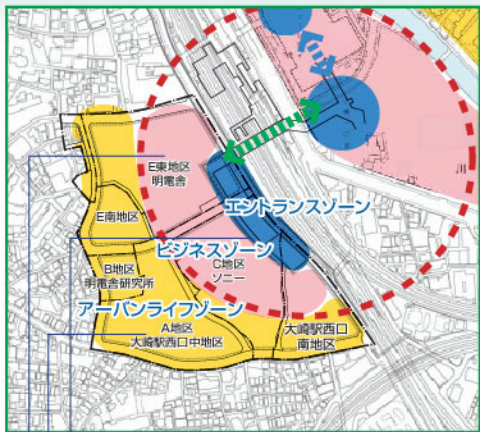 E東地区
明電舎
エントランスゾーン
E南地区
ビジネスゾーン
C地区
ソニー
B地区
明電舎研究所
アーバンライフゾーン
A地区
大崎駅西口中地区
大崎駅西口
南地区